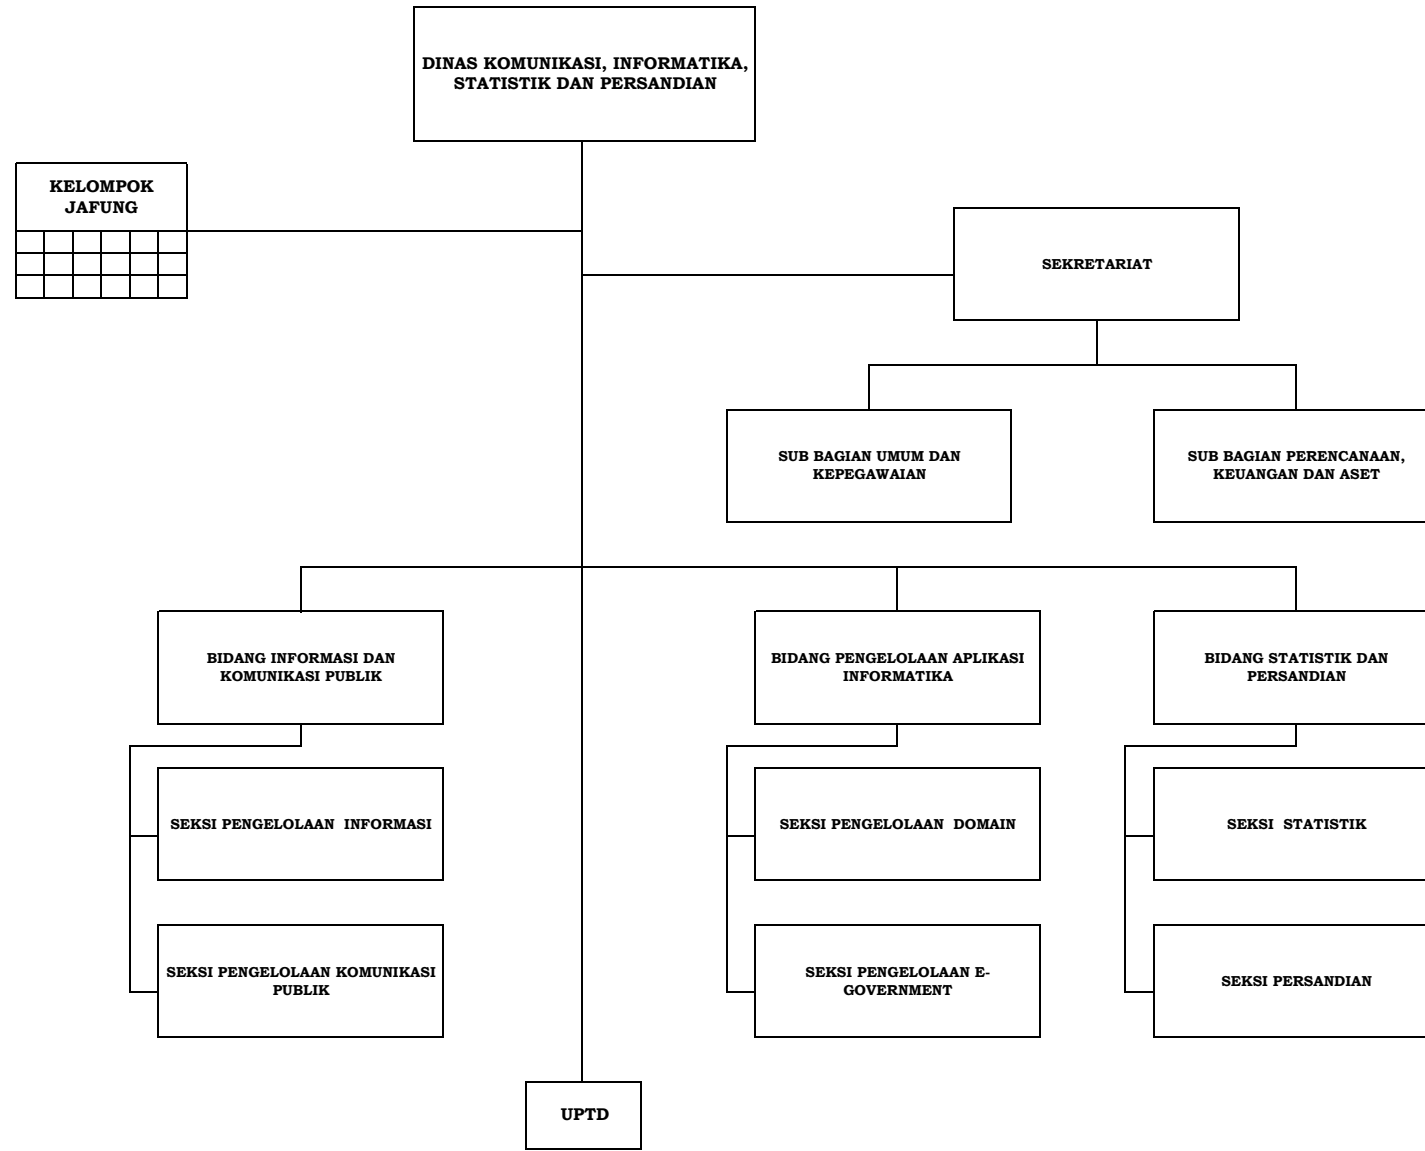 DINAS KOMUNIKASI, INFORMATIKA,
STATISTIK DAN PERSANDIAN
KELOMPOK
JAFUNG
SEKRETARIAT
SUB BAGIAN UMUM DAN
KEPEGAWAIAN
SUB BAGIAN PERENCANAAN,
KEUANGAN DAN ASET
BIDANG INFORMASI DAN
KOMUNIKASI PUBLIK
BIDANG PENGELOLAAN APLIKASI
INFORMATIKA
BIDANG STATISTIK DAN
PERSANDIAN
SEKSI PENGELOLAAN  INFORMASI
SEKSI PENGELOLAAN  DOMAIN
SEKSI  STATISTIK
SEKSI PENGELOLAAN KOMUNIKASI
PUBLIK
SEKSI PENGELOLAAN E-
GOVERNMENT
SEKSI PERSANDIAN
UPTD